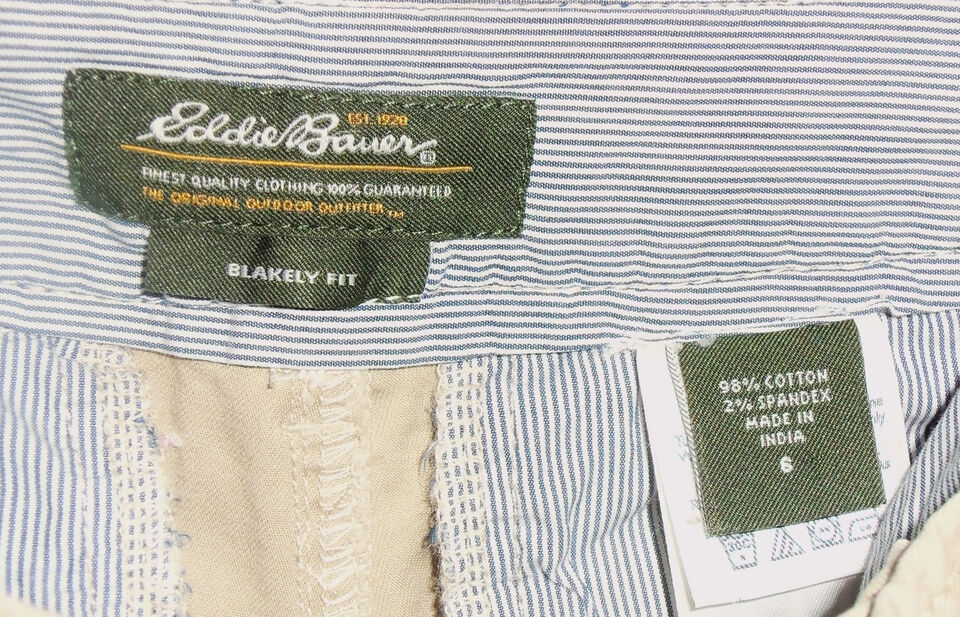 EST. 1920
Eddie Bauer ®
FINEST QUALITY CLOTHING 100% GUARANTEED
THE ORIGINAL OUTDOOR OUTFITTER TM
BLAKELY FIT
98% COTTON
2% SPANDEX
MADE IN
INDIA
6